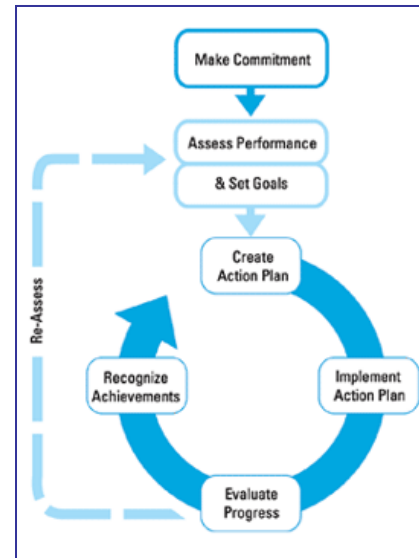 Make Commitment
Assess Performance
& Set Goals
Create
Action Plan
Re-Assess
Recognize
Achievements
Implement
Action Plan
Evaluate
Progress